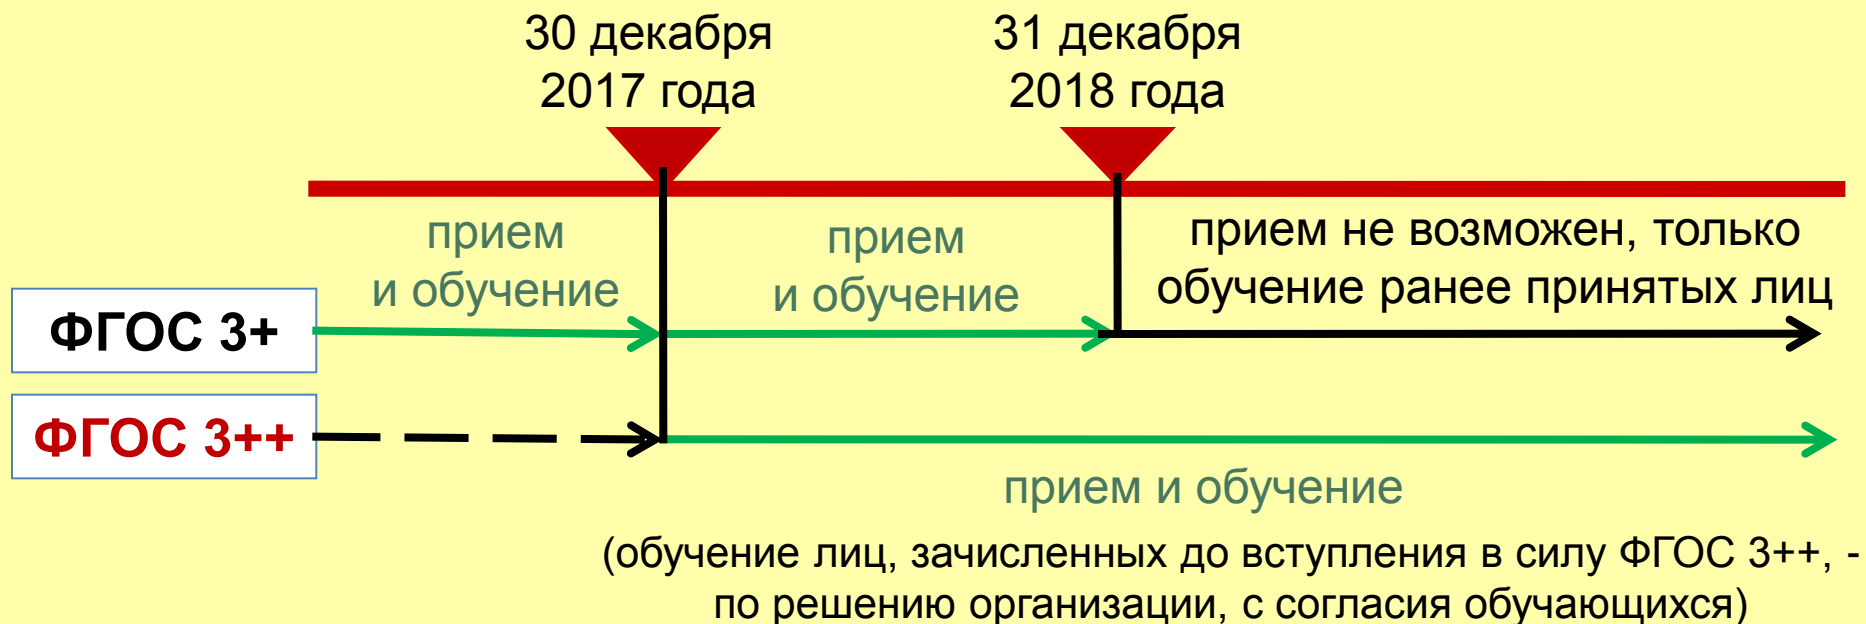 30 декабря
2017 года
31 декабря
2018 года
прием
и обучение
прием
и обучение
прием не возможен, только
обучение ранее принятых лиц
ФГОС 3+
ФГОС 3++
прием и обучение
(обучение лиц, зачисленных до вступления в силу ФГОС 3++, -
по решению организации, с согласия обучающихся)